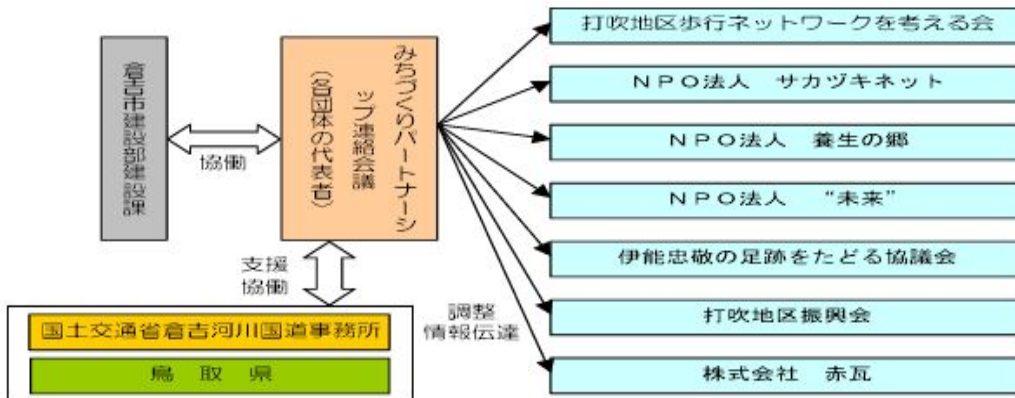 倉吉市建設部建設課
協働
みちづくりパートナーシ
ップ連絡会議
(各団体の代表者)
支援
協働
国土交通省倉吉河川国道事務所
鳥取県
調整
情報伝達
打吹地区歩行ネットワークを考える会
NPO法人 サカヅキネット
NPO法人 養生の郷
NPO法人 “未来”
伊能忠敬の足跡をたどる協議会
打吹地区振興会
株式会社 赤瓦